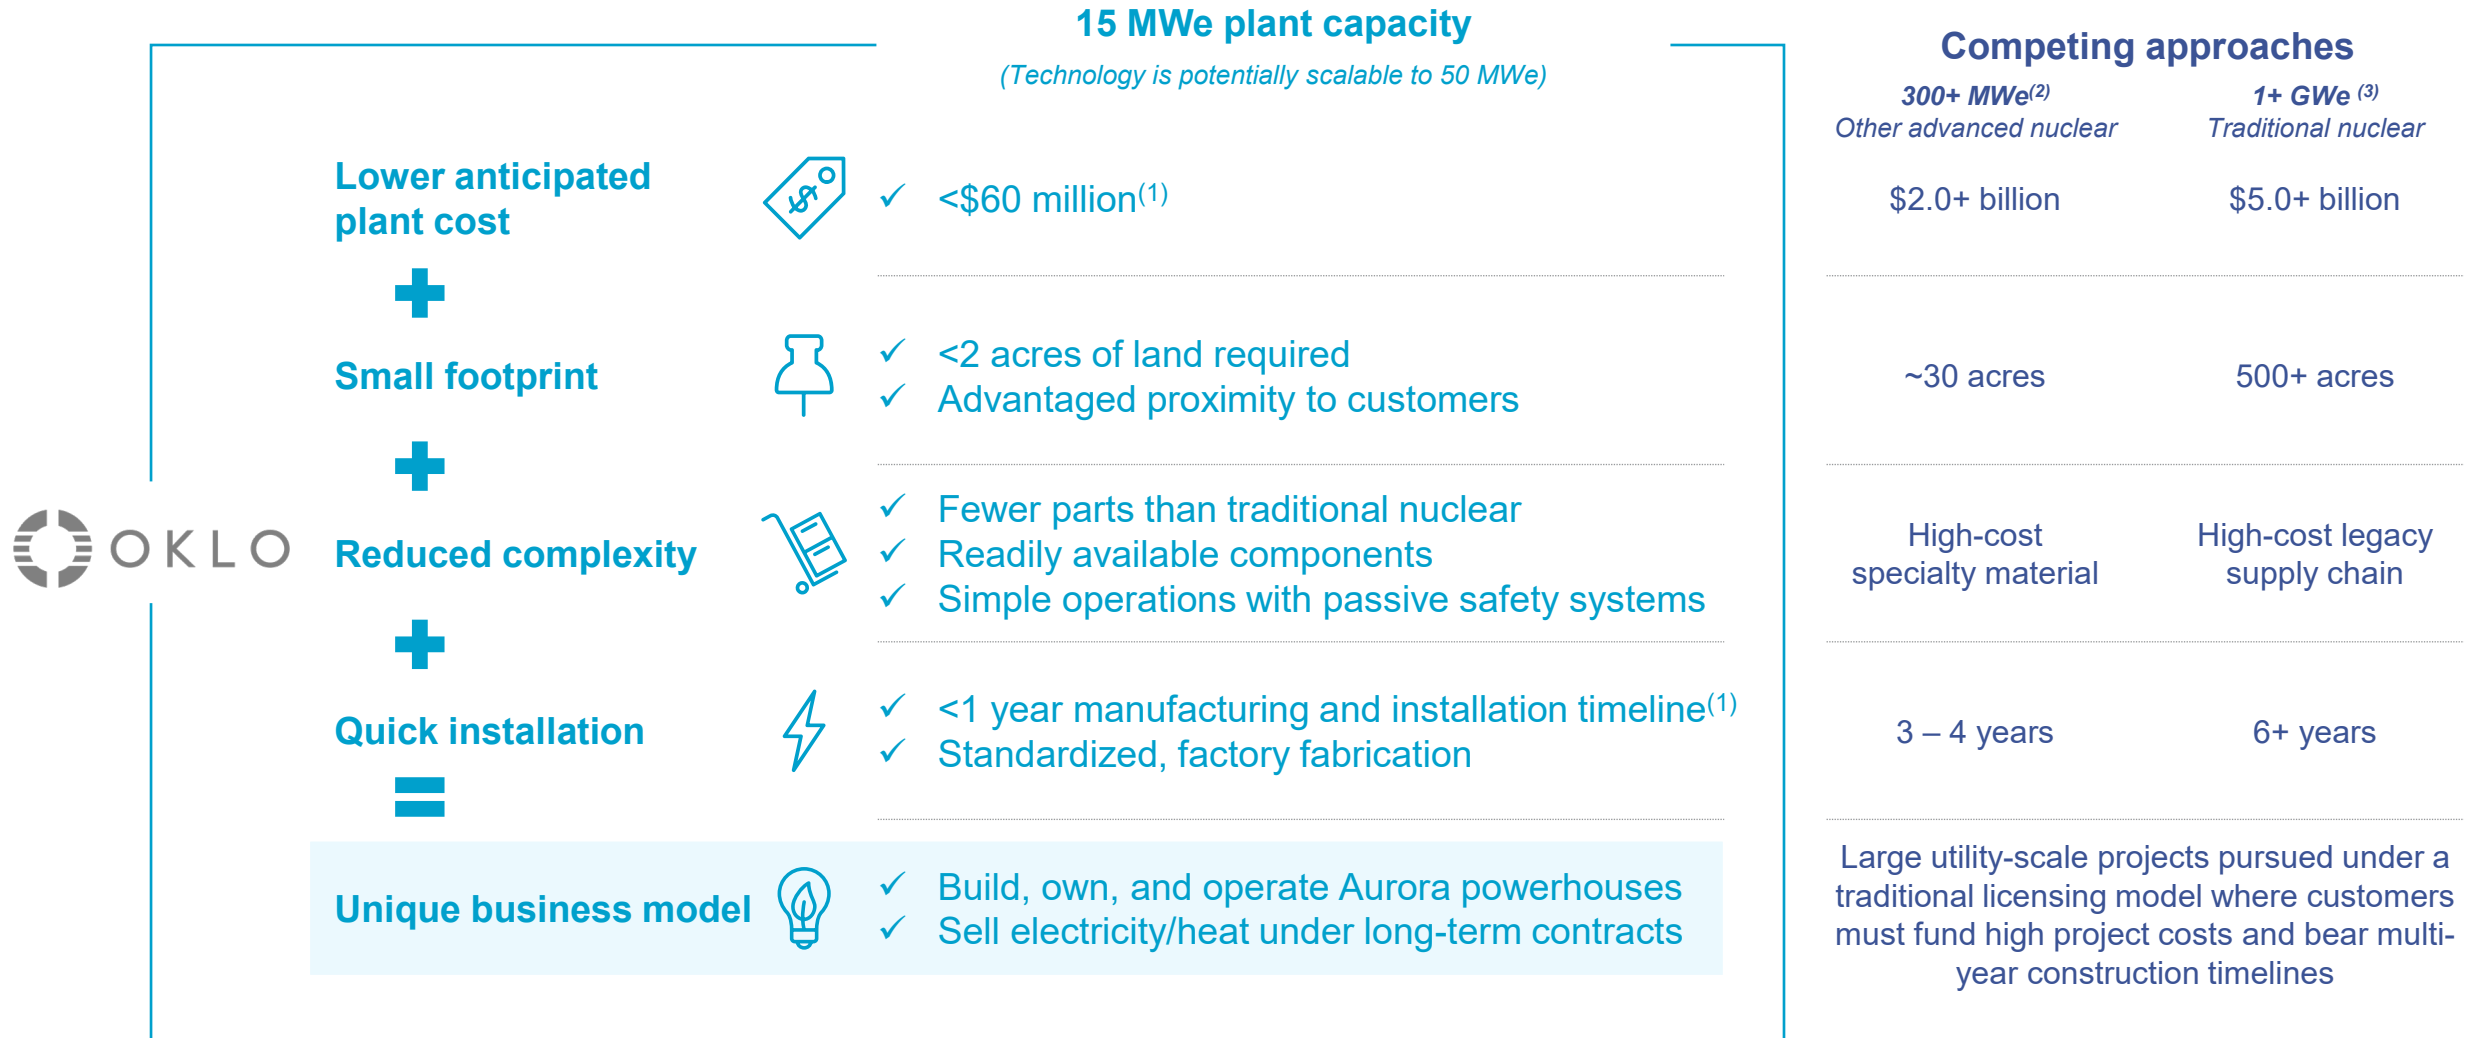 15 MWe plant capacity
(Technology is potentially scalable to 50 MWe)
Competing approaches
300+ MWe(2)
Other advanced nuclear
1+ GWe (3)
Traditional nuclear
OKLO
Lower anticipated
plant cost
<$60 million(1)
$2.0+ billion
$5.0+ billion
Small footprint
<2 acres of land required
Advantaged proximity to customers
~30 acres
500+ acres
Reduced complexity
Fewer parts than traditional nuclear
Readily available components
Simple operations with passive safety systems
High-cost
specialty material
High-cost legacy
supply chain
Quick installation
<1 year manufacturing and installation timeline(1)
Standardized, factory fabrication
3 – 4 years
6+ years
Unique business model
Build, own, and operate Aurora powerhouses
Sell electricity/heat under long-term contracts
Large utility-scale projects pursued under a
traditional licensing model where customers
must fund high project costs and bear multi-
year construction timelines